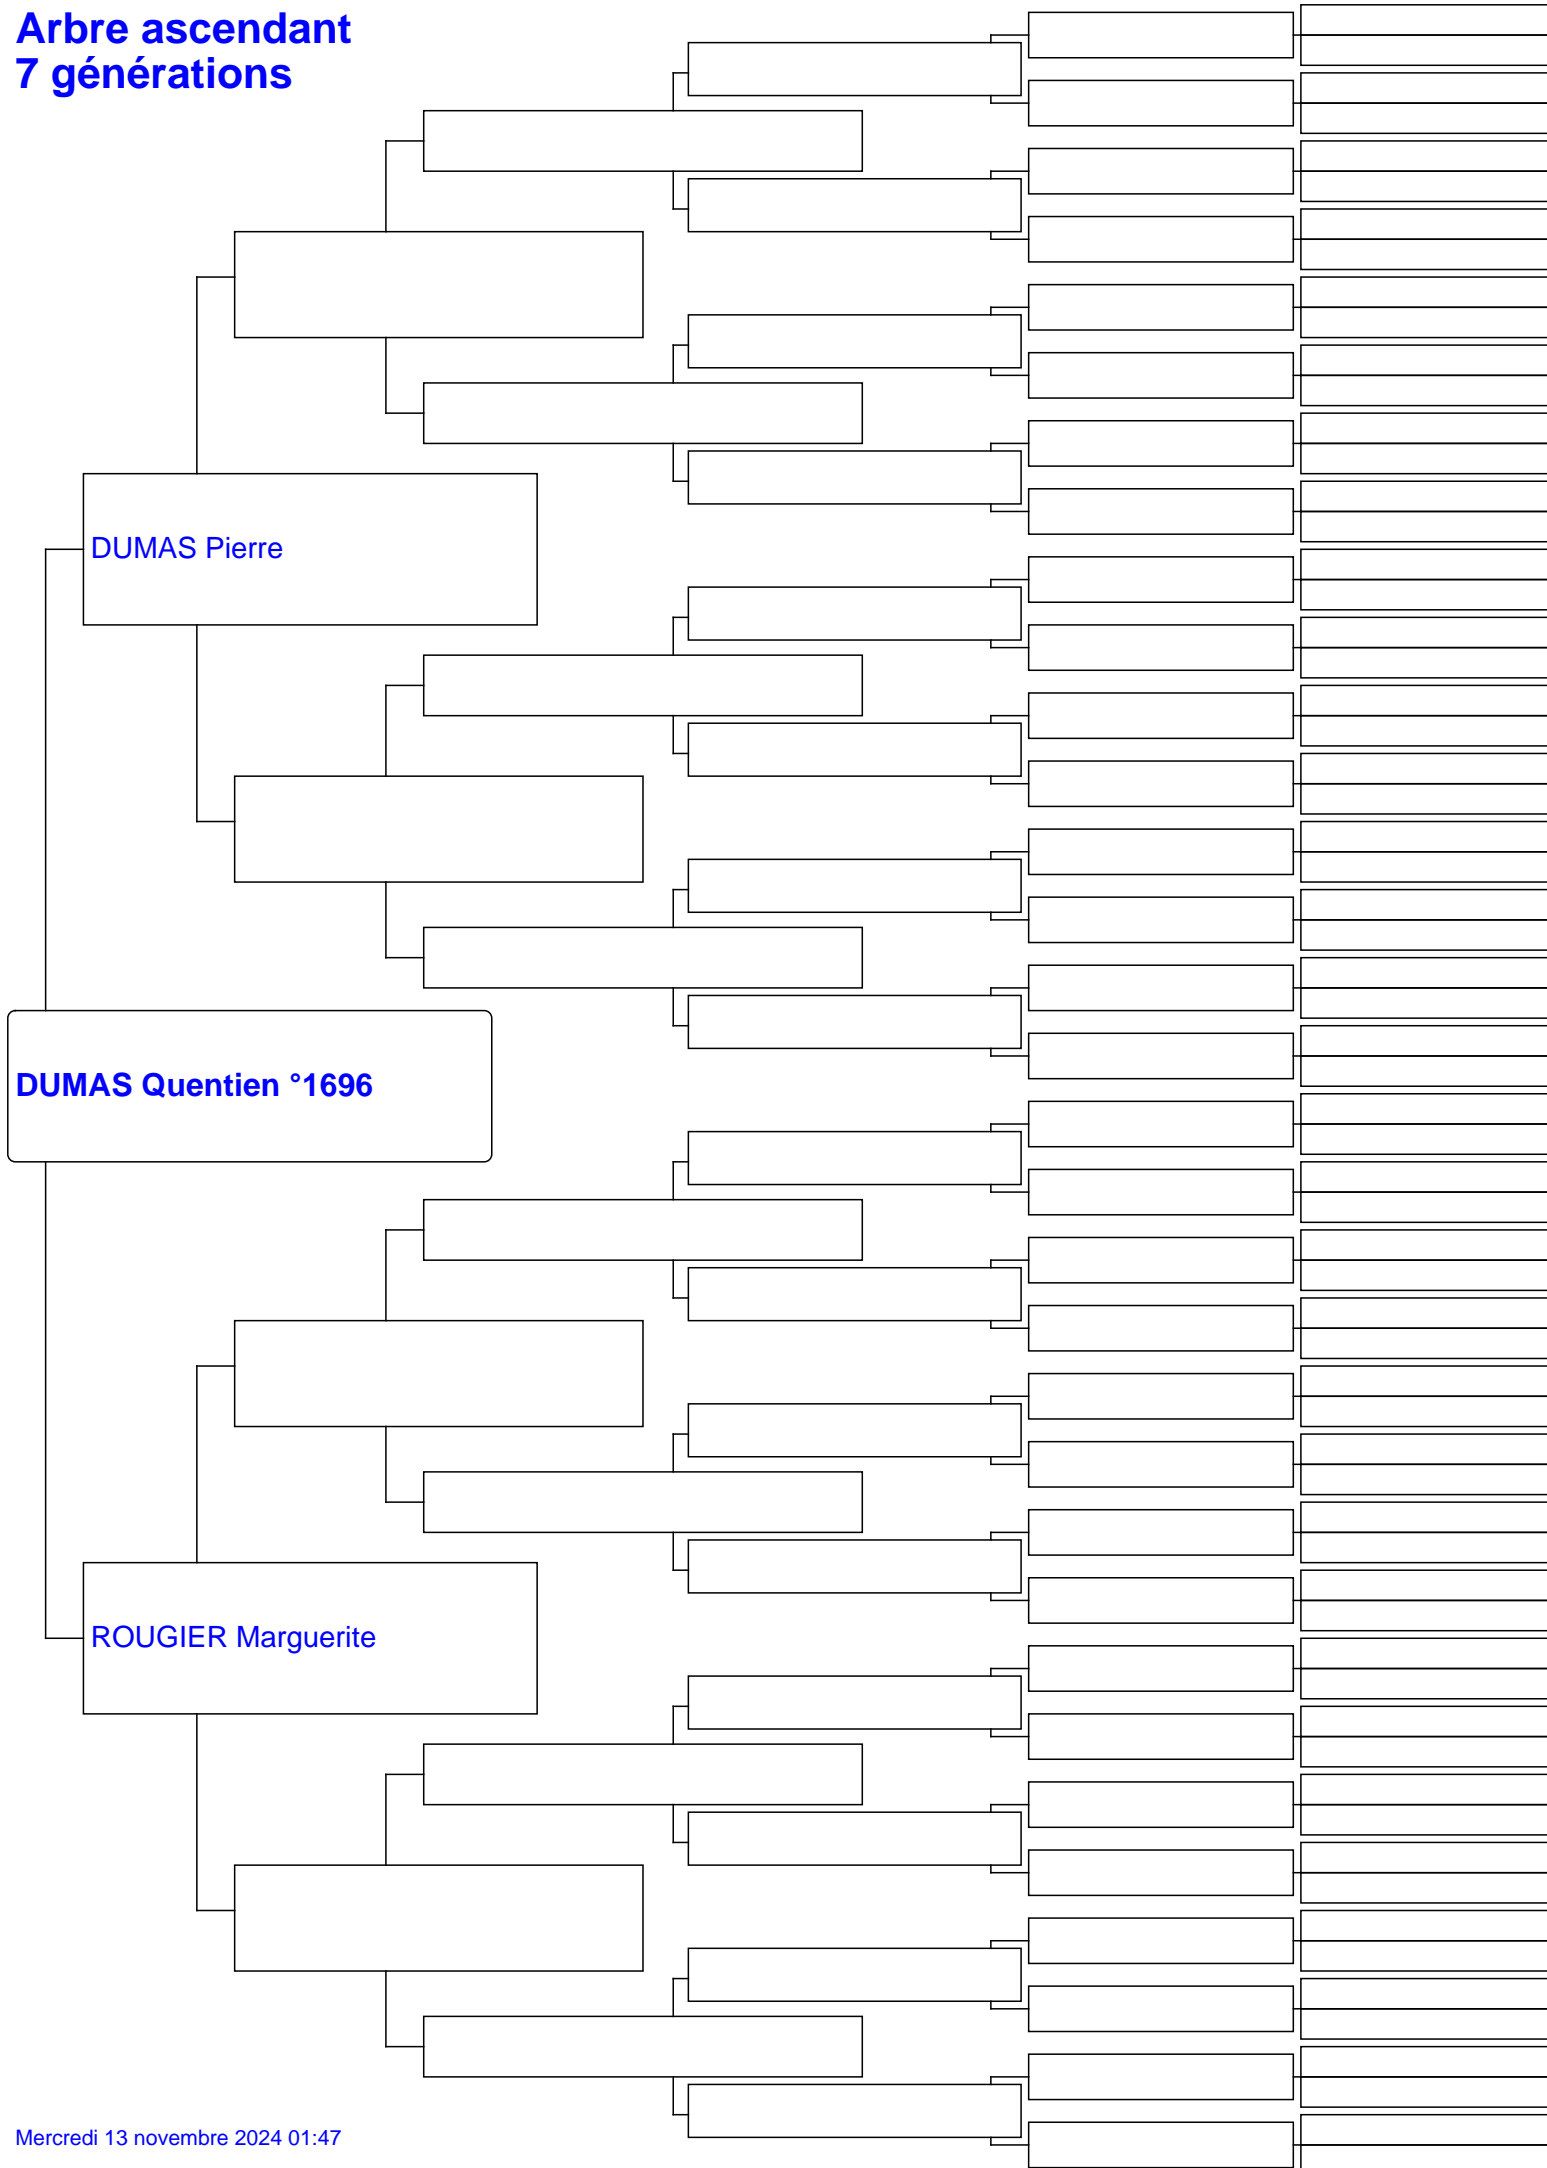 Arbre ascendant
7 générations
DUMAS Pierre
DUMAS Quentien °1696
ROUGIER Marguerite
Mercredi 13 novembre 2024 01:47